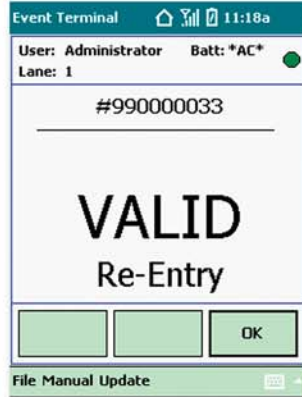 Event Terminal 11:18a
User: Administrator Batt: *AC*
Lane: 1
#990000033
VALID
Re-Entry
OK
File Manual Update